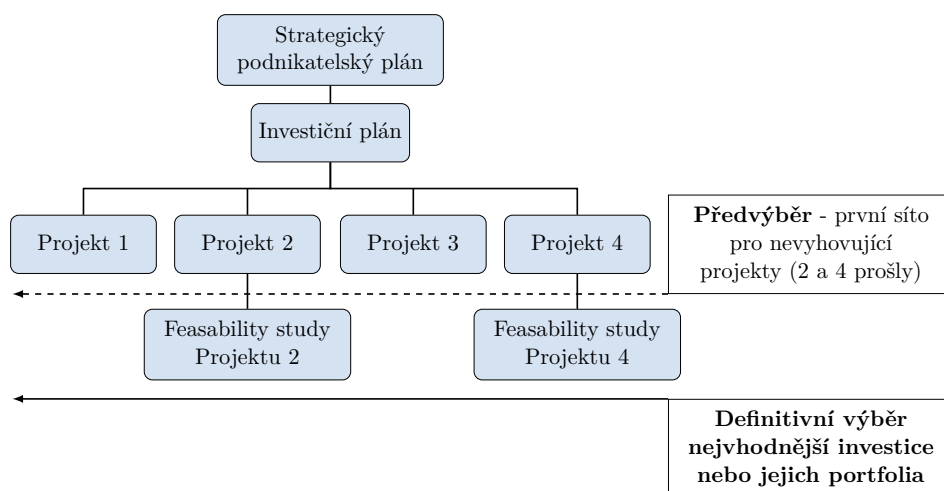 Strategický
podnikatelský plán
Investiční plán
Projekt 1
Projekt 2
Projekt 3
Projekt 4
Předvýběr - první síto
pro nevyhovující
projekty (2 a 4 prošly)
Feasability study
Projektu 2
Feasability study
Projektu 4
Definitivní výběr
nejvhodnější investice
nebo jejich portfolia